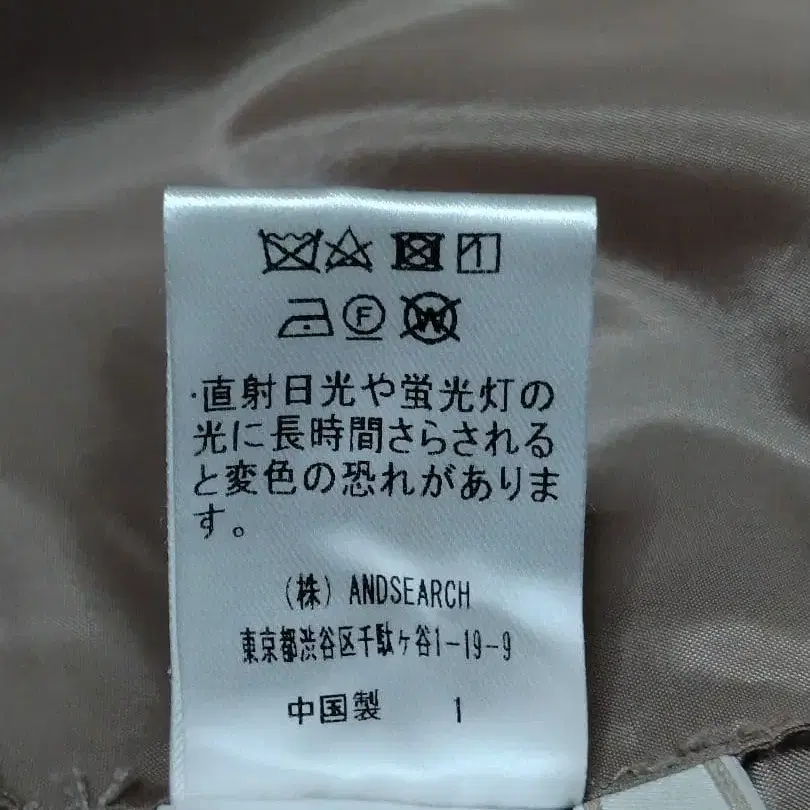 F W
・直射日光や蛍光灯の
光に長時間さらされる
と変色の恐れがありま
す。
(株) ANDSEARCH
東京都渋谷区千駄ヶ谷1-19-9
中国製 1